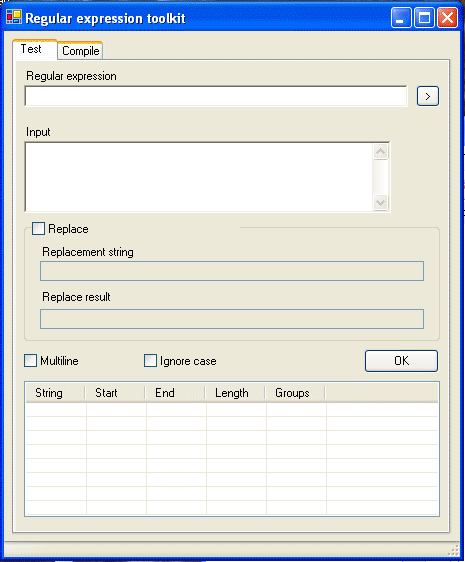 Regular expression toolkit
Test Compile
Regular expression
>
Input
Replace
Replacement string
Replace result
Multiline Ignore case OK
String Start End Length Groups